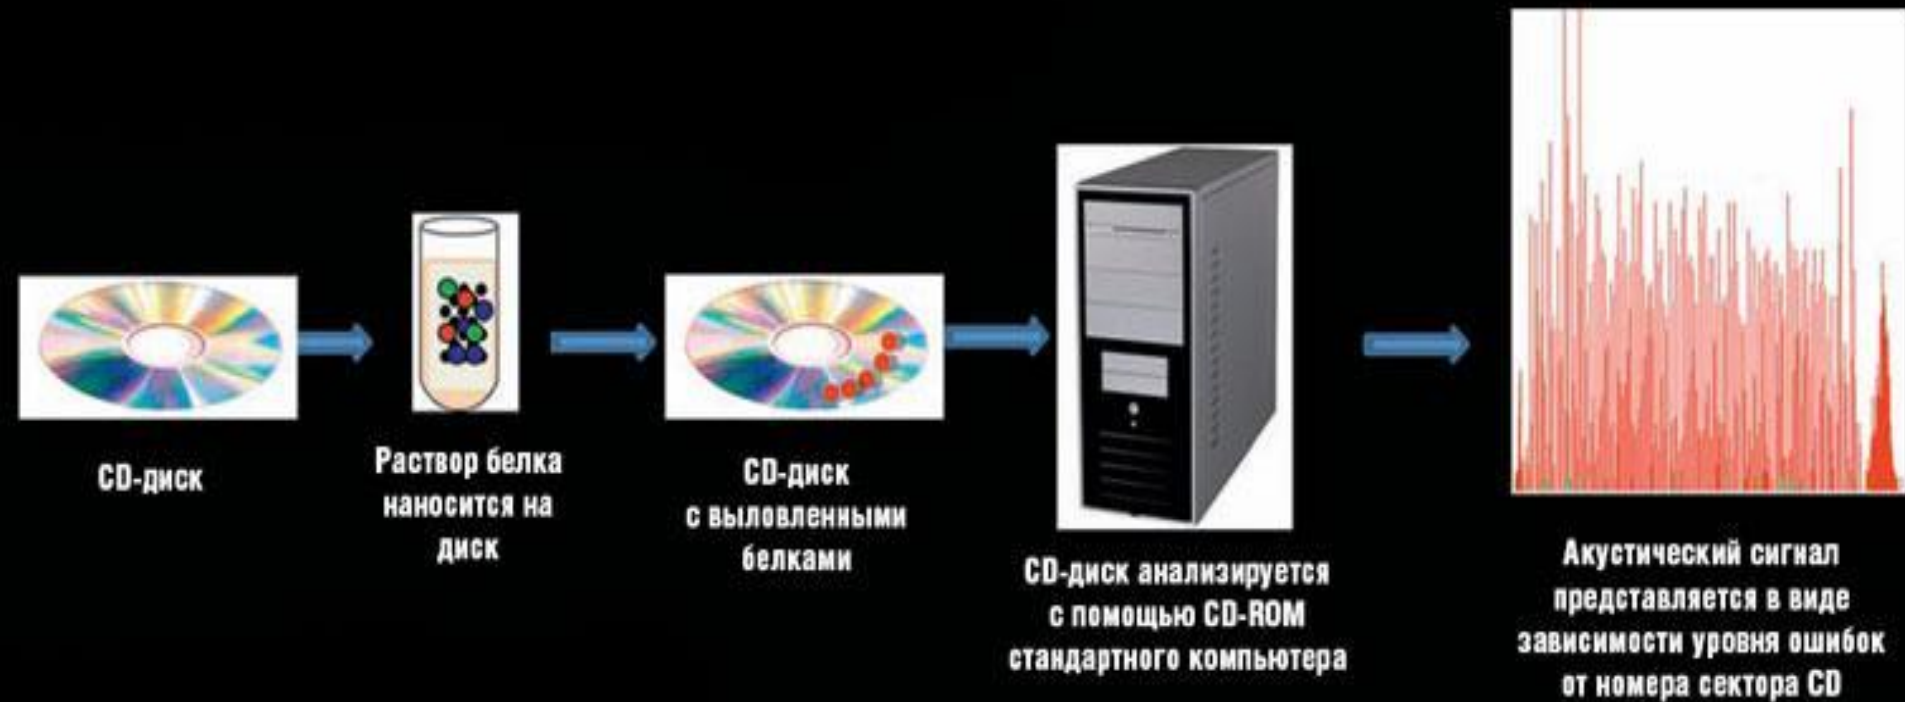 CD-диск
Раствор белка
наносится на
диск
CD-диск
с выловленными
белками
CD-диск анализируется
с помощью CD-ROM
стандартного компьютера
Акустический сигнал
представляется в виде
зависимости уровня ошибок
от номера сектора CD